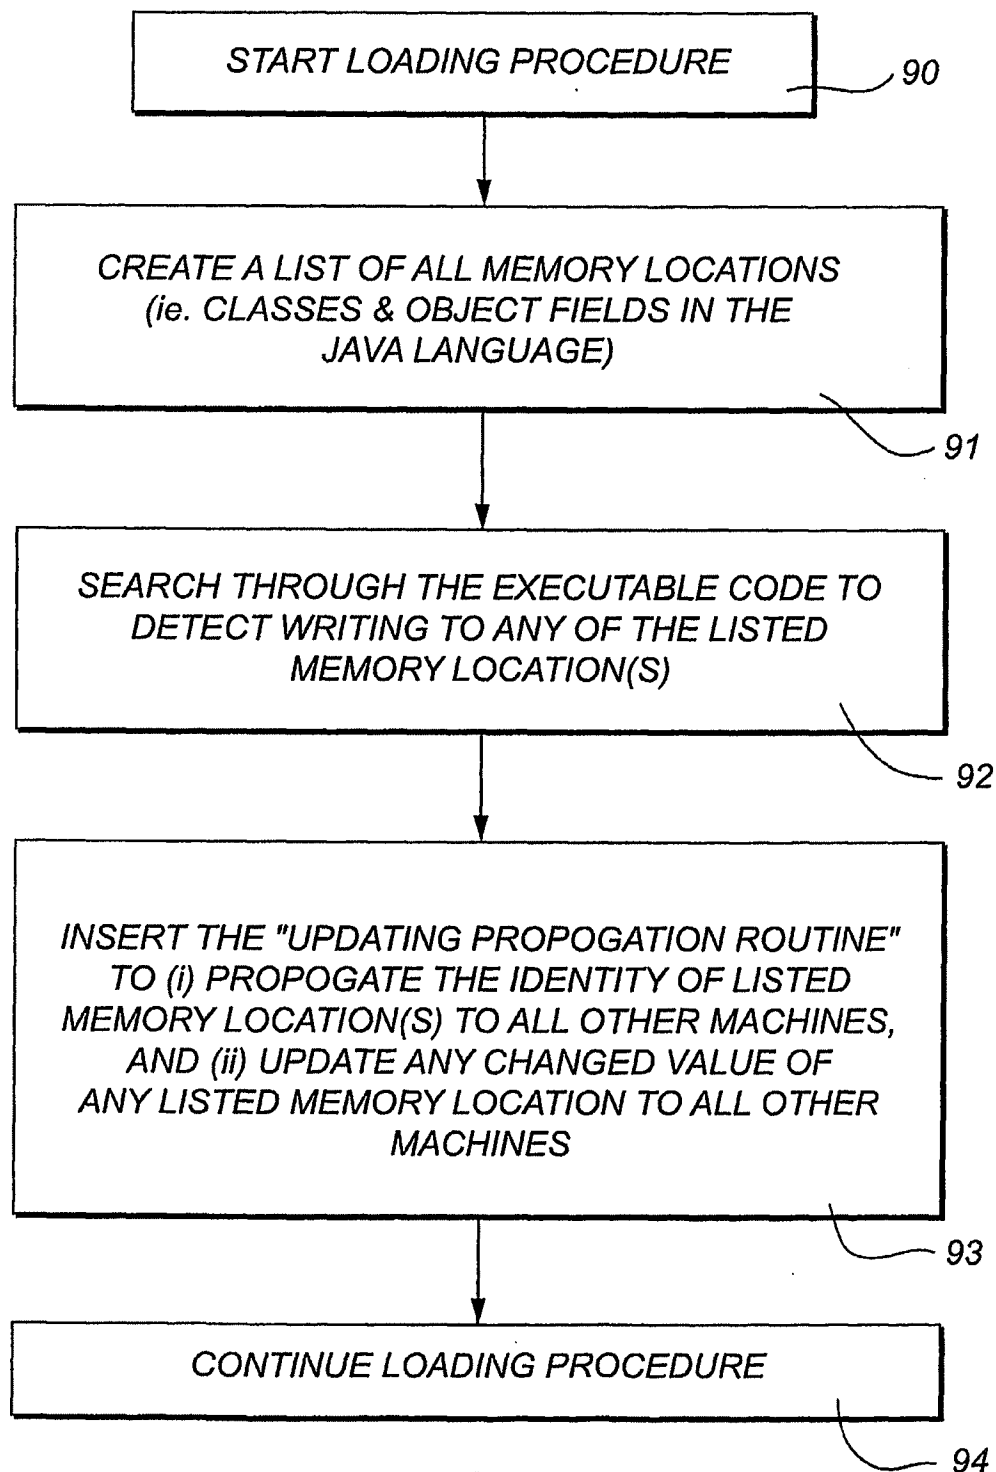 START LOADING PROCEDURE
90
CREATE A LIST OF ALL MEMORY LOCATIONS
(ie. CLASSES & OBJECT FIELDS IN THE
JAVA LANGUAGE)
91
SEARCH THROUGH THE EXECUTABLE CODE TO
DETECT WRITING TO ANY OF THE LISTED
MEMORY LOCATION(S)
92
INSERT THE "UPDATING PROPOGATION ROUTINE"
TO (i) PROPOGATE THE IDENTITY OF LISTED
MEMORY LOCATION(S) TO ALL OTHER MACHINES,
AND (ii) UPDATE ANY CHANGED VALUE OF
ANY LISTED MEMORY LOCATION TO ALL OTHER
MACHINES
93
CONTINUE LOADING PROCEDURE
94